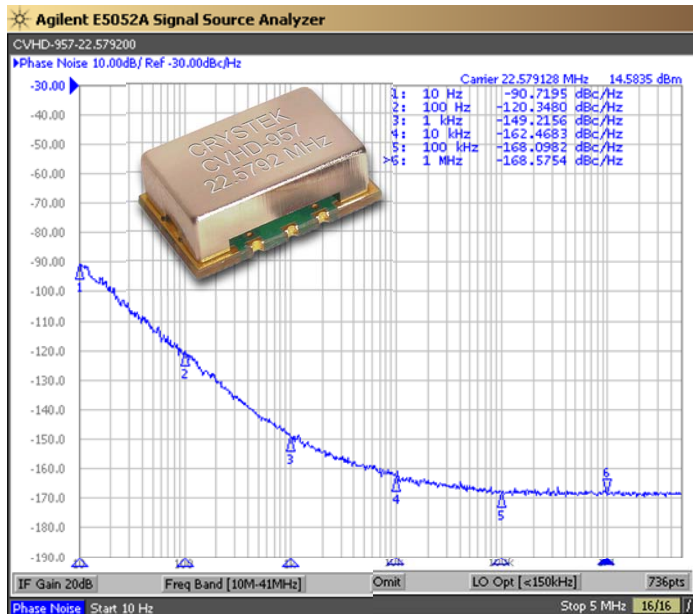 Agilent E5052A Signal Source Analyzer
CVHD-957-22.579200
Phase Noise 10.00dB/ Ref -30.00dBc/Hz
Carrier 22.579128 MHz 14.5835 dBm
1: 10 Hz -90.7195 dBc/Hz
2: 100 Hz -120.3480 dBc/Hz
3: 1 kHz -149.2156 dBc/Hz
4: 10 kHz -162.4683 dBc/Hz
5: 100 kHz -168.0982 dBc/Hz
>6: 1 MHz -168.5754 dBc/Hz
-30.00
-40.00
-50.00
-60.00
-70.00
-80.00
-90.00
-100.0
-110.0
-120.0
-130.0
-140.0
-150.0
-160.0
-170.0
-180.0
-190.0
CRYSTEK
CVHD-957
22.5792 MHz
1
2
3
4
5
6
IF Gain 20dB
Freq Band [10M-41MHz]
Omit
LO Opt [<150kHz]
736pts
Phase Noise Start 10 Hz
Stop 5 MHz 16/16